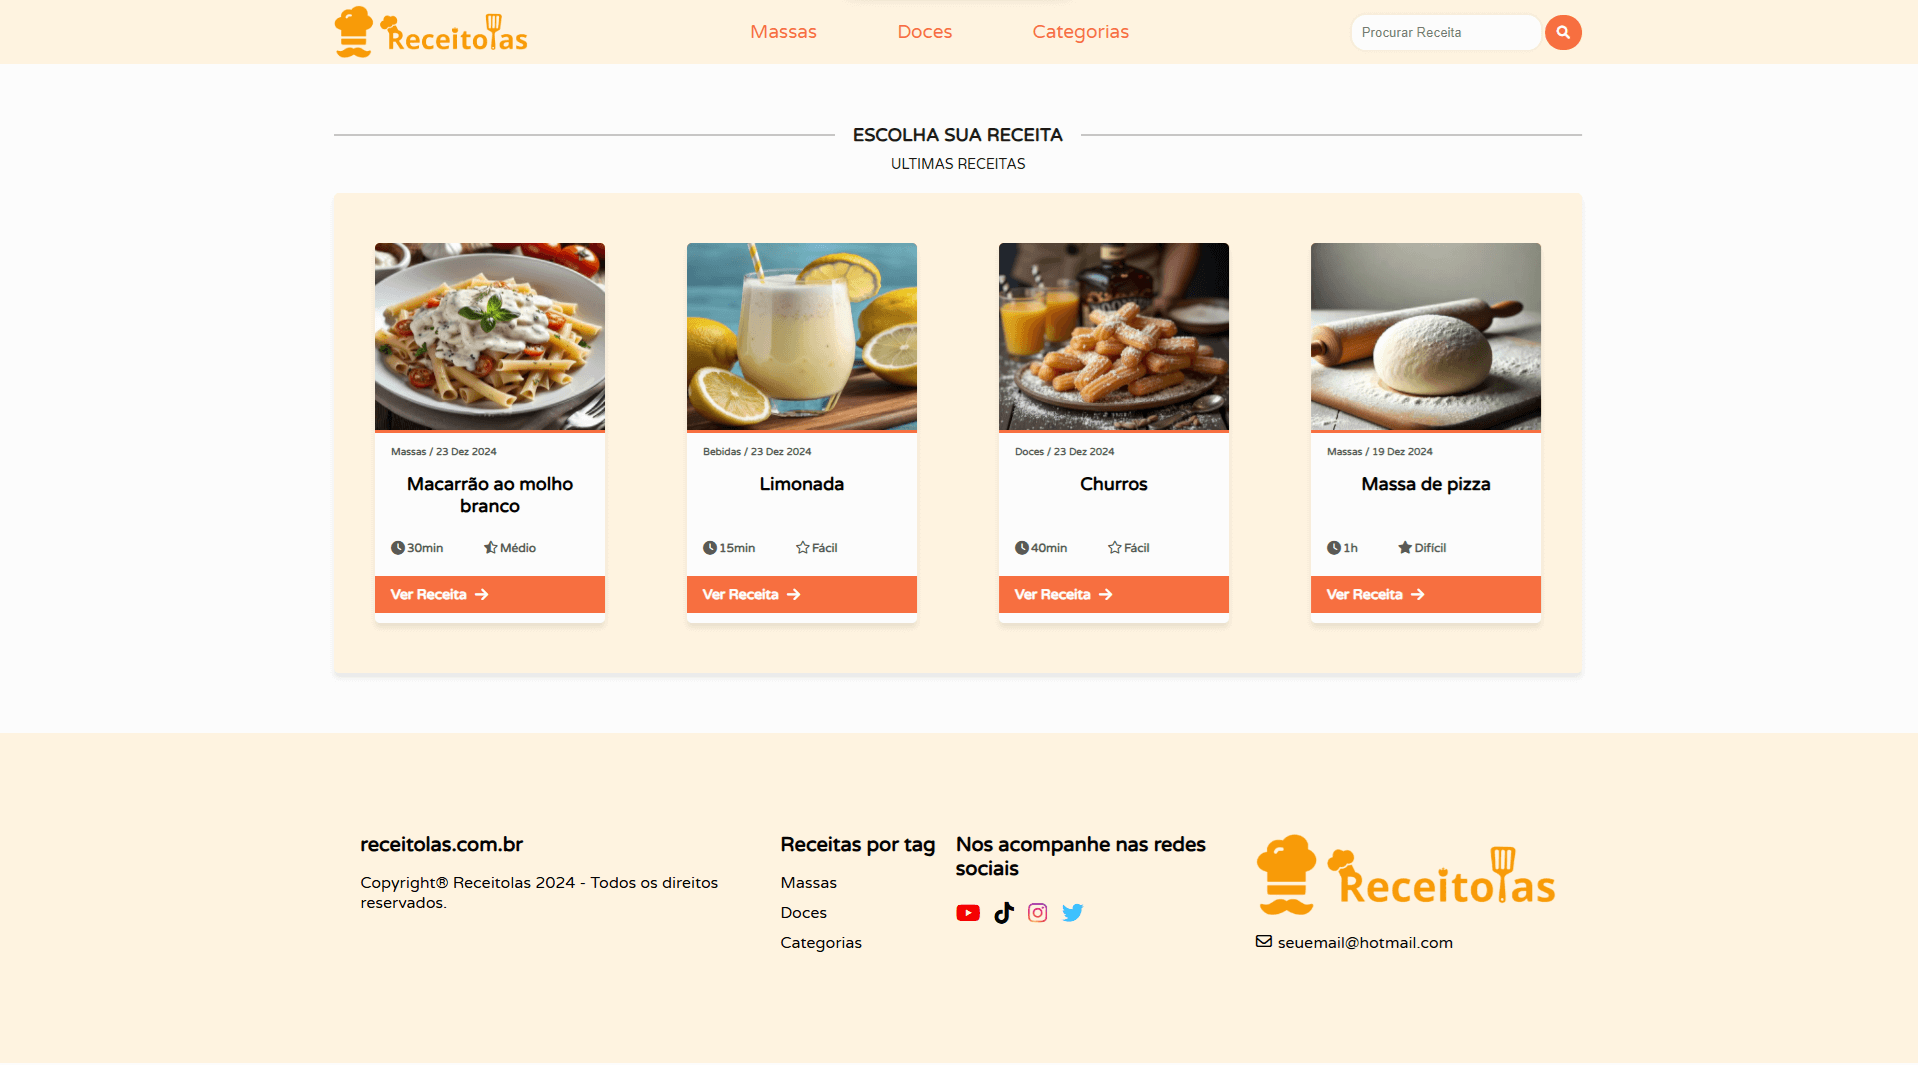 Receitolas
Massas
Doces
Categorias
Procurar Receita
ESCOLHA SUA RECEITA
ULTIMAS RECEITAS
Massas / 23 Dez 2024
Macarrão ao molho
branco
30min
Médio
Ver Receita
Bebidas / 23 Dez 2024
Limonada
15min
Fácil
Ver Receita
Doces / 23 Dez 2024
Churros
40min
Fácil
Ver Receita
Massas / 19 Dez 2024
Massa de pizza
1h
Difícil
Ver Receita
receitolas.com.br
Copyright® Receitolas 2024 - Todos os direitos
reservados.
Receitas por tag
Massas
Doces
Categorias
Nos acompanhe nas redes
sociais
Receitolas
seuemail@hotmail.com